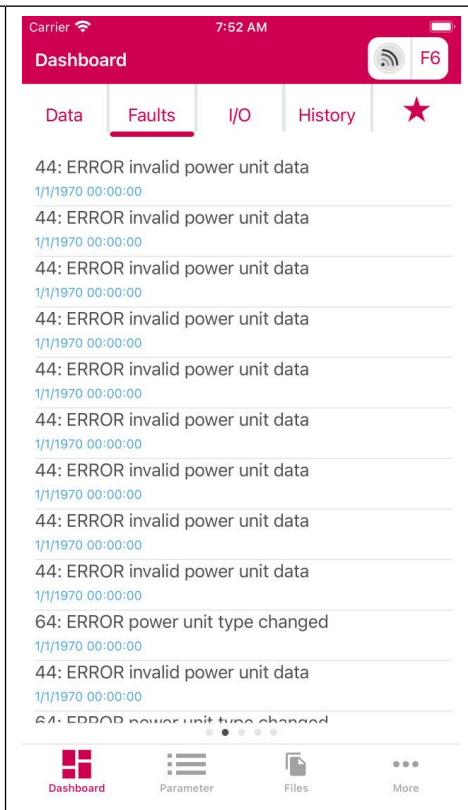 Carrier 7:52 AM
Dashboard F6
Data Faults I/O History
44: ERROR invalid power unit data
1/1/1970 00:00:00
44: ERROR invalid power unit data
1/1/1970 00:00:00
44: ERROR invalid power unit data
1/1/1970 00:00:00
44: ERROR invalid power unit data
1/1/1970 00:00:00
44: ERROR invalid power unit data
1/1/1970 00:00:00
44: ERROR invalid power unit data
1/1/1970 00:00:00
44: ERROR invalid power unit data
1/1/1970 00:00:00
44: ERROR invalid power unit data
1/1/1970 00:00:00
44: ERROR invalid power unit data
1/1/1970 00:00:00
64: ERROR power unit type changed
1/1/1970 00:00:00
44: ERROR invalid power unit data
1/1/1970 00:00:00
64: ERROR power unit type changed
Dashboard Parameter Files More